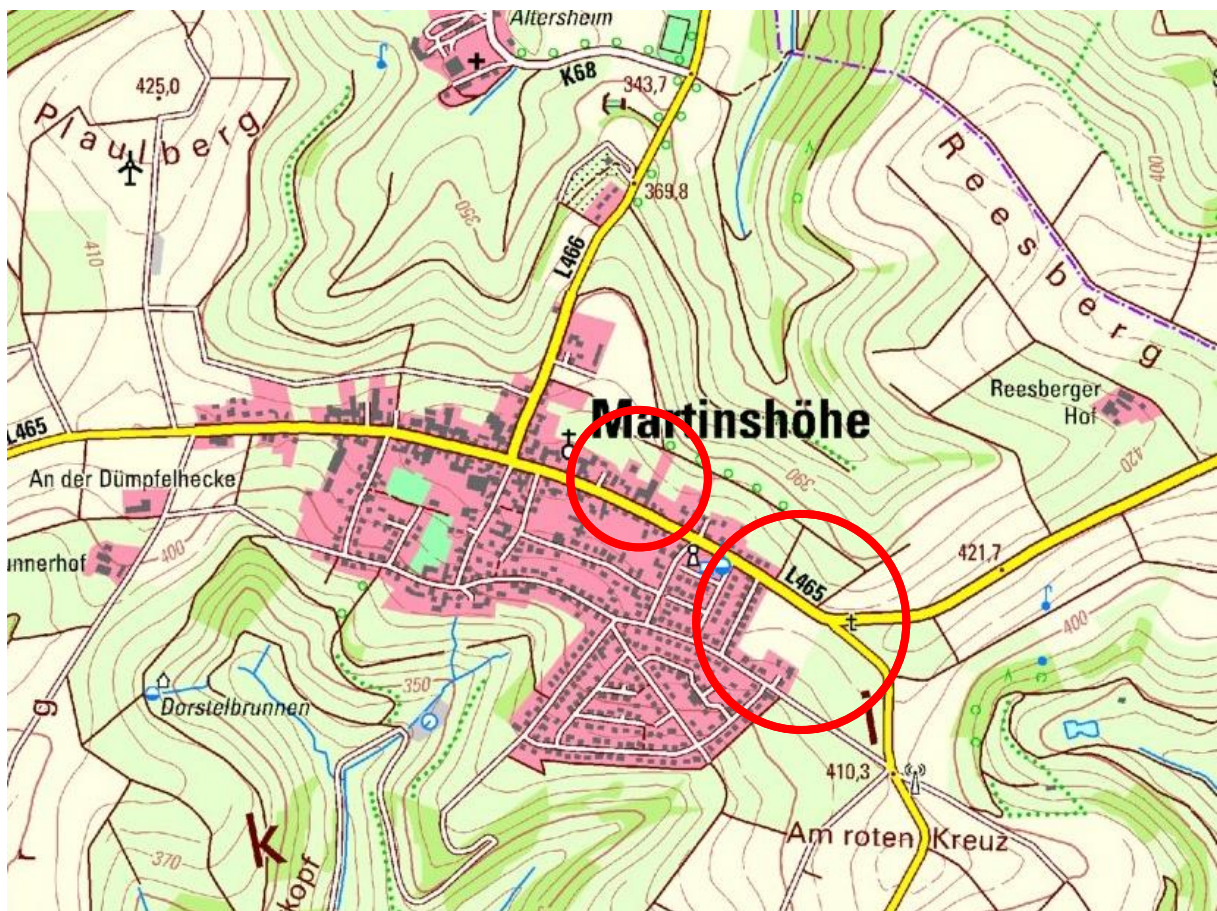 Altersheim
K68
343,7
425,0
Plaulberg
369,8
350
400
Reesberg
410
L466
Reesberger
Hof
Martinshöhe
L465
An der Dümpfelhecke
390
420
421,7
400
unnerhof
L465
400
350
Dorstelbrunnen
g
410,3
Am roten Kreuz
k
370
kopf
r